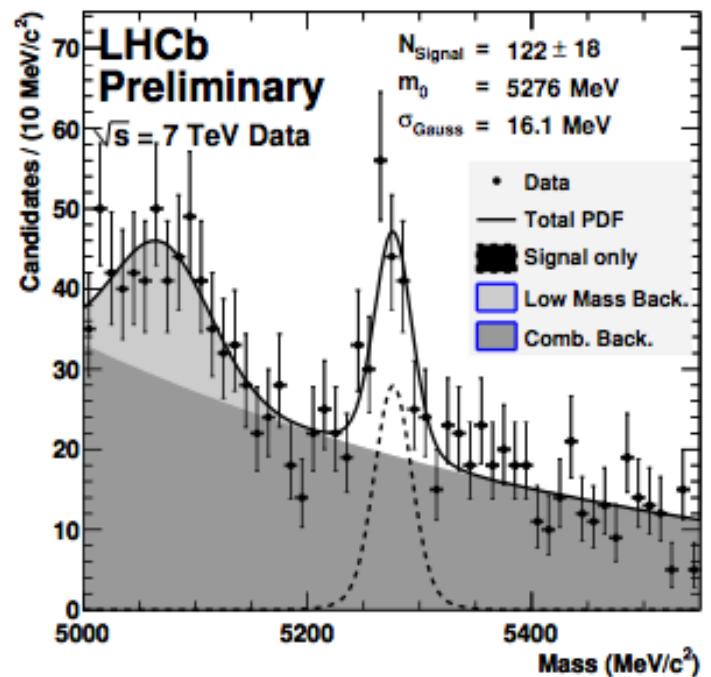 LHCb
Preliminary
√s = 7 TeV Data
N_Signal = 122 ± 18
m_0 = 5276 MeV
σ_Gauss = 16.1 MeV
Data
Total PDF
Signal only
Low Mass Back.
Comb. Back.
Candidates / (10 MeV/c²)
70
60
50
40
30
20
10
0
5000
5200
5400
Mass (MeV/c²)